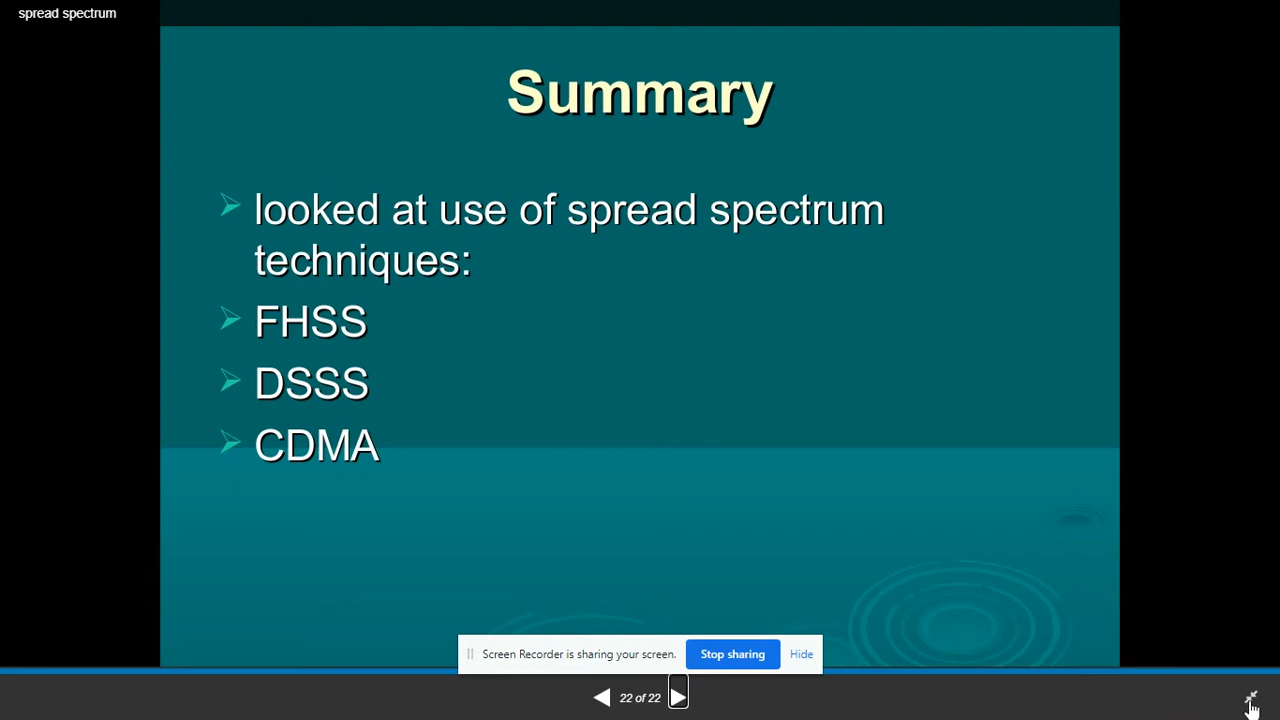 spread spectrum
Summary
looked at use of spread spectrum
techniques:
FHSS
DSSS
CDMA
Screen Recorder is sharing your screen. Stop sharing Hide
22 of 22